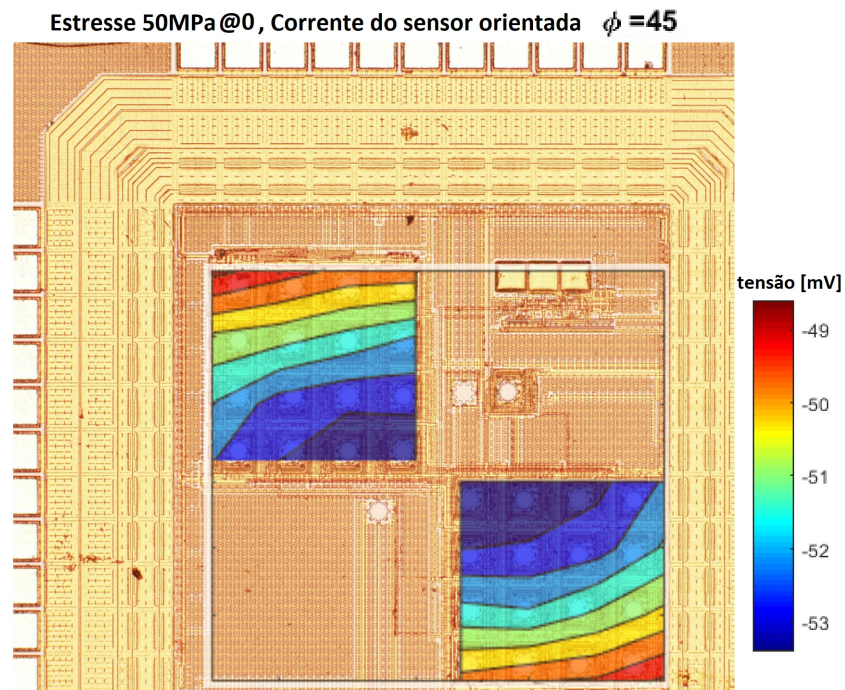 Estresse 50MPa@0, Corrente do sensor orientada ϕ =45
tensão [mV]
-49
-50
-51
-52
-53